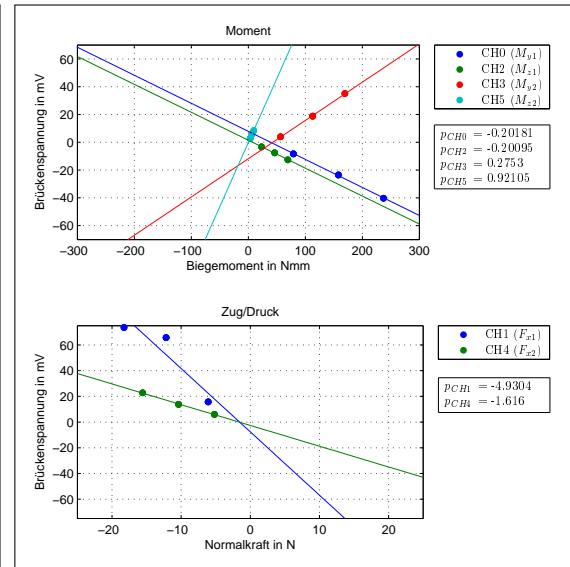 Moment
60
40
20
0
−20
−40
−60
Brückenspannung in mV
−300
−200
−100
0
100
200
300
Biegemoment in Nmm
CH0 (M_{y1})
CH2 (M_{z1})
CH3 (M_{y2})
CH5 (M_{z2})
p_{CH0} = -0.20181
p_{CH2} = -0.20095
p_{CH3} = 0.2753
p_{CH5} = 0.92105
Zug/Druck
60
40
20
0
−20
−40
−60
Brückenspannung in mV
−20
−10
0
10
20
Normalkraft in N
CH1 (F_{x1})
CH4 (F_{x2})
p_{CH1} = -4.9304
p_{CH4} = -1.616